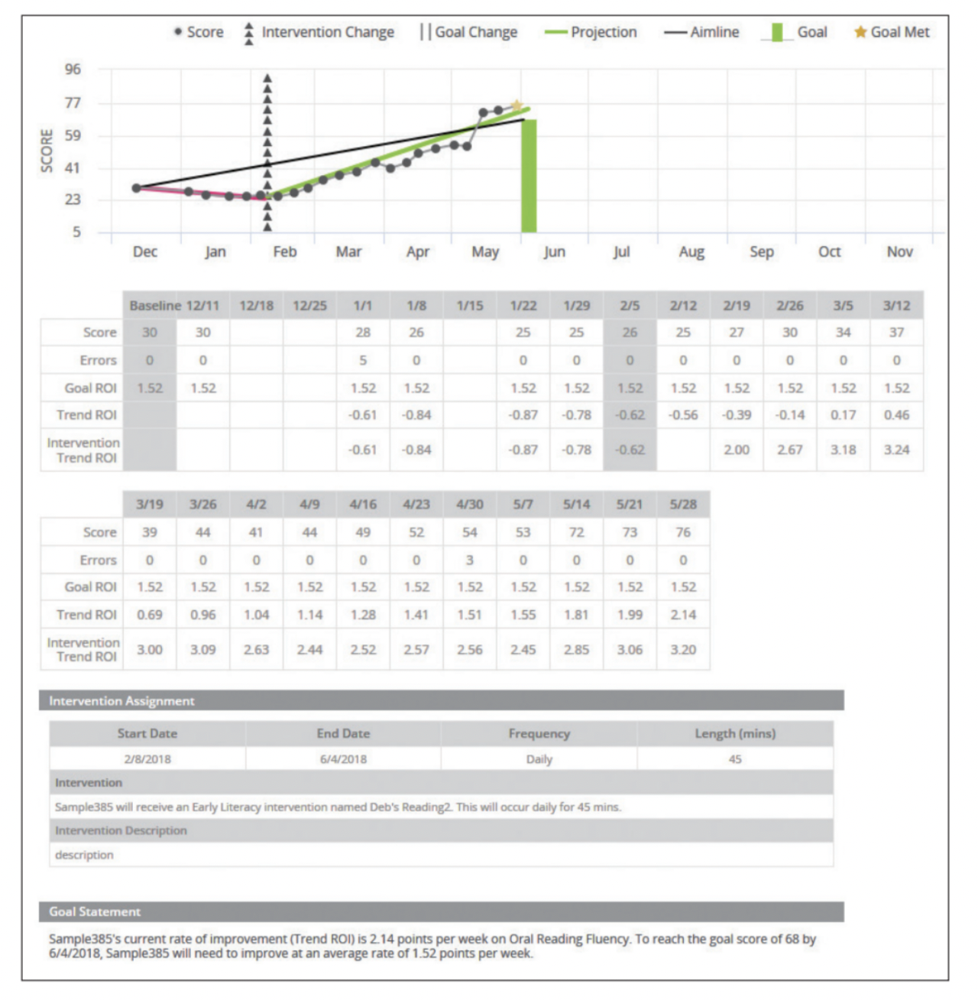 Score Intervention Change Goal Change Projection Aimline Goal Goal Met
96
77
59
41
23
5
SCORE
Dec Jan Feb Mar Apr May Jun Jul Aug Sep Oct Nov
Baseline 12/11 12/18 12/25 1/1 1/8 1/15 1/22 1/29 2/5 2/12 2/19 2/26 3/5 3/12
Score 30 30 28 26 25 25 26 25 27 30 34 37
Errors 0 0 5 0 0 0 0 0 0 0 0 0
Goal ROI 1.52 1.52 1.52 1.52 1.52 1.52 1.52 1.52 1.52 1.52 1.52 1.52
Trend ROI -0.61 -0.84 -0.87 -0.78 -0.62 -0.56 -0.39 -0.14 0.17 0.46
Intervention
Trend ROI -0.61 -0.84 -0.87 -0.78 -0.62 2.00 2.67 3.18 3.24
3/19 3/26 4/2 4/9 4/16 4/23 4/30 5/7 5/14 5/21 5/28
Score 39 44 41 44 49 52 54 53 72 73 76
Errors 0 0 0 0 0 0 3 0 0 0 0
Goal ROI 1.52 1.52 1.52 1.52 1.52 1.52 1.52 1.52 1.52 1.52 1.52
Trend ROI 0.69 0.96 1.04 1.14 1.28 1.41 1.51 1.55 1.81 1.99 2.14
Intervention
Trend ROI 3.00 3.09 2.63 2.44 2.52 2.57 2.56 2.45 2.85 3.06 3.20
Intervention Assignment
Start Date End Date Frequency Length (mins)
2/8/2018 6/4/2018 Daily 45
Intervention
Sample385 will receive an Early Literacy intervention named Deb's Reading2. This will occur daily for 45 mins.
Intervention Description
description
Goal Statement
Sample385's current rate of improvement (Trend ROI) is 2.14 points per week on Oral Reading Fluency. To reach the goal score of 68 by
6/4/2018, Sample385 will need to improve at an average rate of 1.52 points per week.